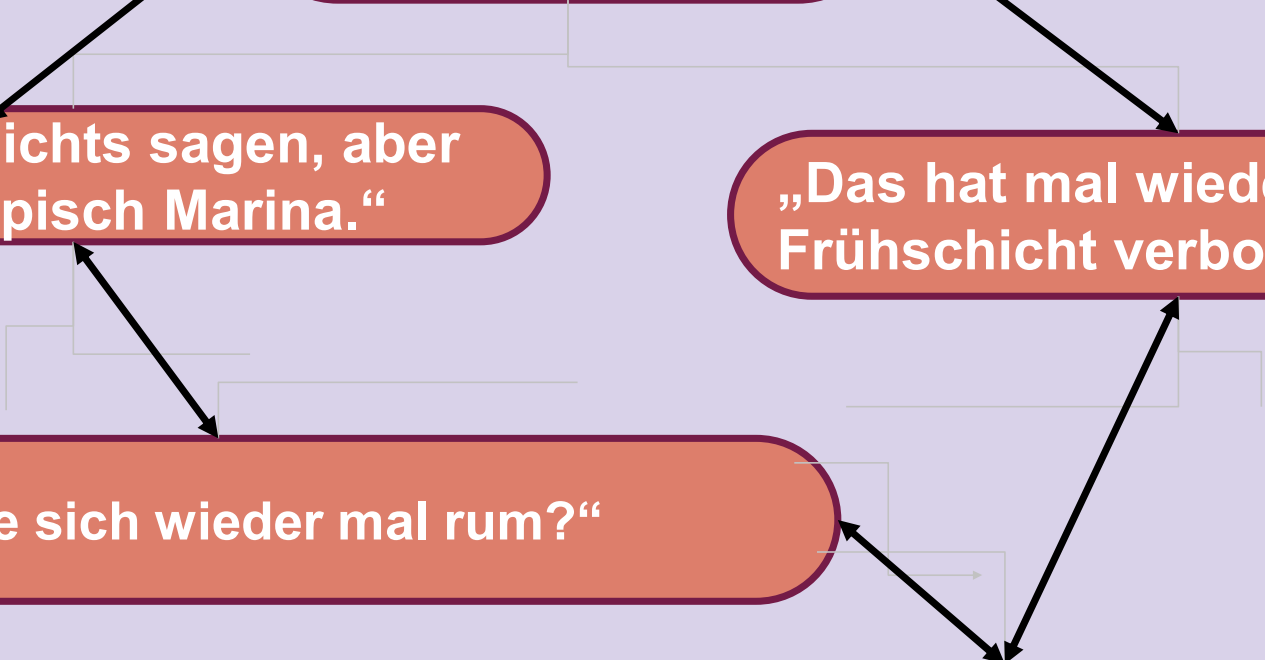 ichts sagen, aber
pisch Marina.“
„Das hat mal wiede
Frühschicht verbo
e sich wieder mal rum?“